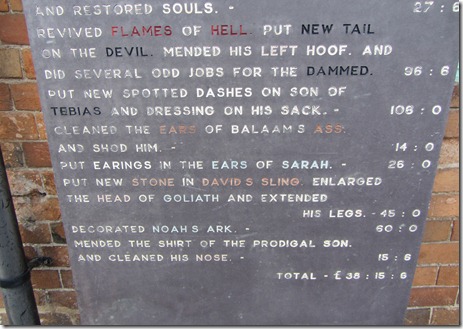 AND RESTORED SOULS. - 27 : 6
REVIVED FLAMES OF HELL. PUT NEW TAIL
ON THE DEVIL. MENDED HIS LEFT HOOF. AND
DID SEVERAL ODD JOBS FOR THE DAMMED. 96 : 6
PUT NEW SPOTTED DASHES ON SON OF
TEBIAS AND DRESSING ON HIS SACK. - 106 : 0
CLEANED THE EARS OF BALAAM'S ASS.
AND SHOD HIM. - 14 : 0
PUT EARINGS IN THE EARS OF SARAH. - 26 : 0
PUT NEW STONE IN DAVID'S SLING. ENLARGED
THE HEAD OF GOLIATH AND EXTENDED
HIS LEGS. - 45 : 0
DECORATED NOAH'S ARK. - 60 : 0
MENDED THE SHIRT OF THE PRODIGAL SON.
AND CLEANED HIS NOSE. - 15 : 6
TOTAL - £38 : 15 : 6